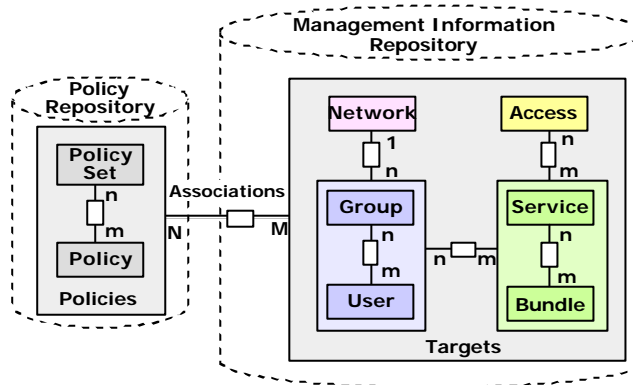 Management Information
Repository
Policy
Repository
Network
Access
1
n
n
m
Policy
Set
Associations
n
m
N
M
Group
Service
n
m
n
m
n
m
Policy
User
Bundle
Policies
Targets